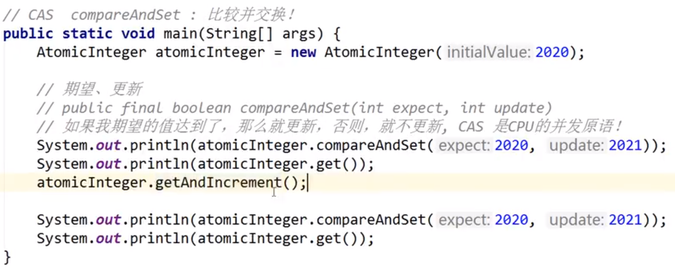 // CAS  compareAndSet : 比较并交换!
public static void main(String[] args) {
    AtomicInteger atomicInteger = new AtomicInteger( initialValue: 2020);

    // 期望、更新
    // public final boolean compareAndSet(int expect, int update)
    // 如果我期望的值达到了，那么就更新，否则，就不更新, CAS 是CPU的并发原语!
    System.out.println(atomicInteger.compareAndSet( expect: 2020, update: 2021));
    System.out.println(atomicInteger.get());
    atomicInteger.getAndIncrement();

    System.out.println(atomicInteger.compareAndSet( expect: 2020, update: 2021));
    System.out.println(atomicInteger.get());
}